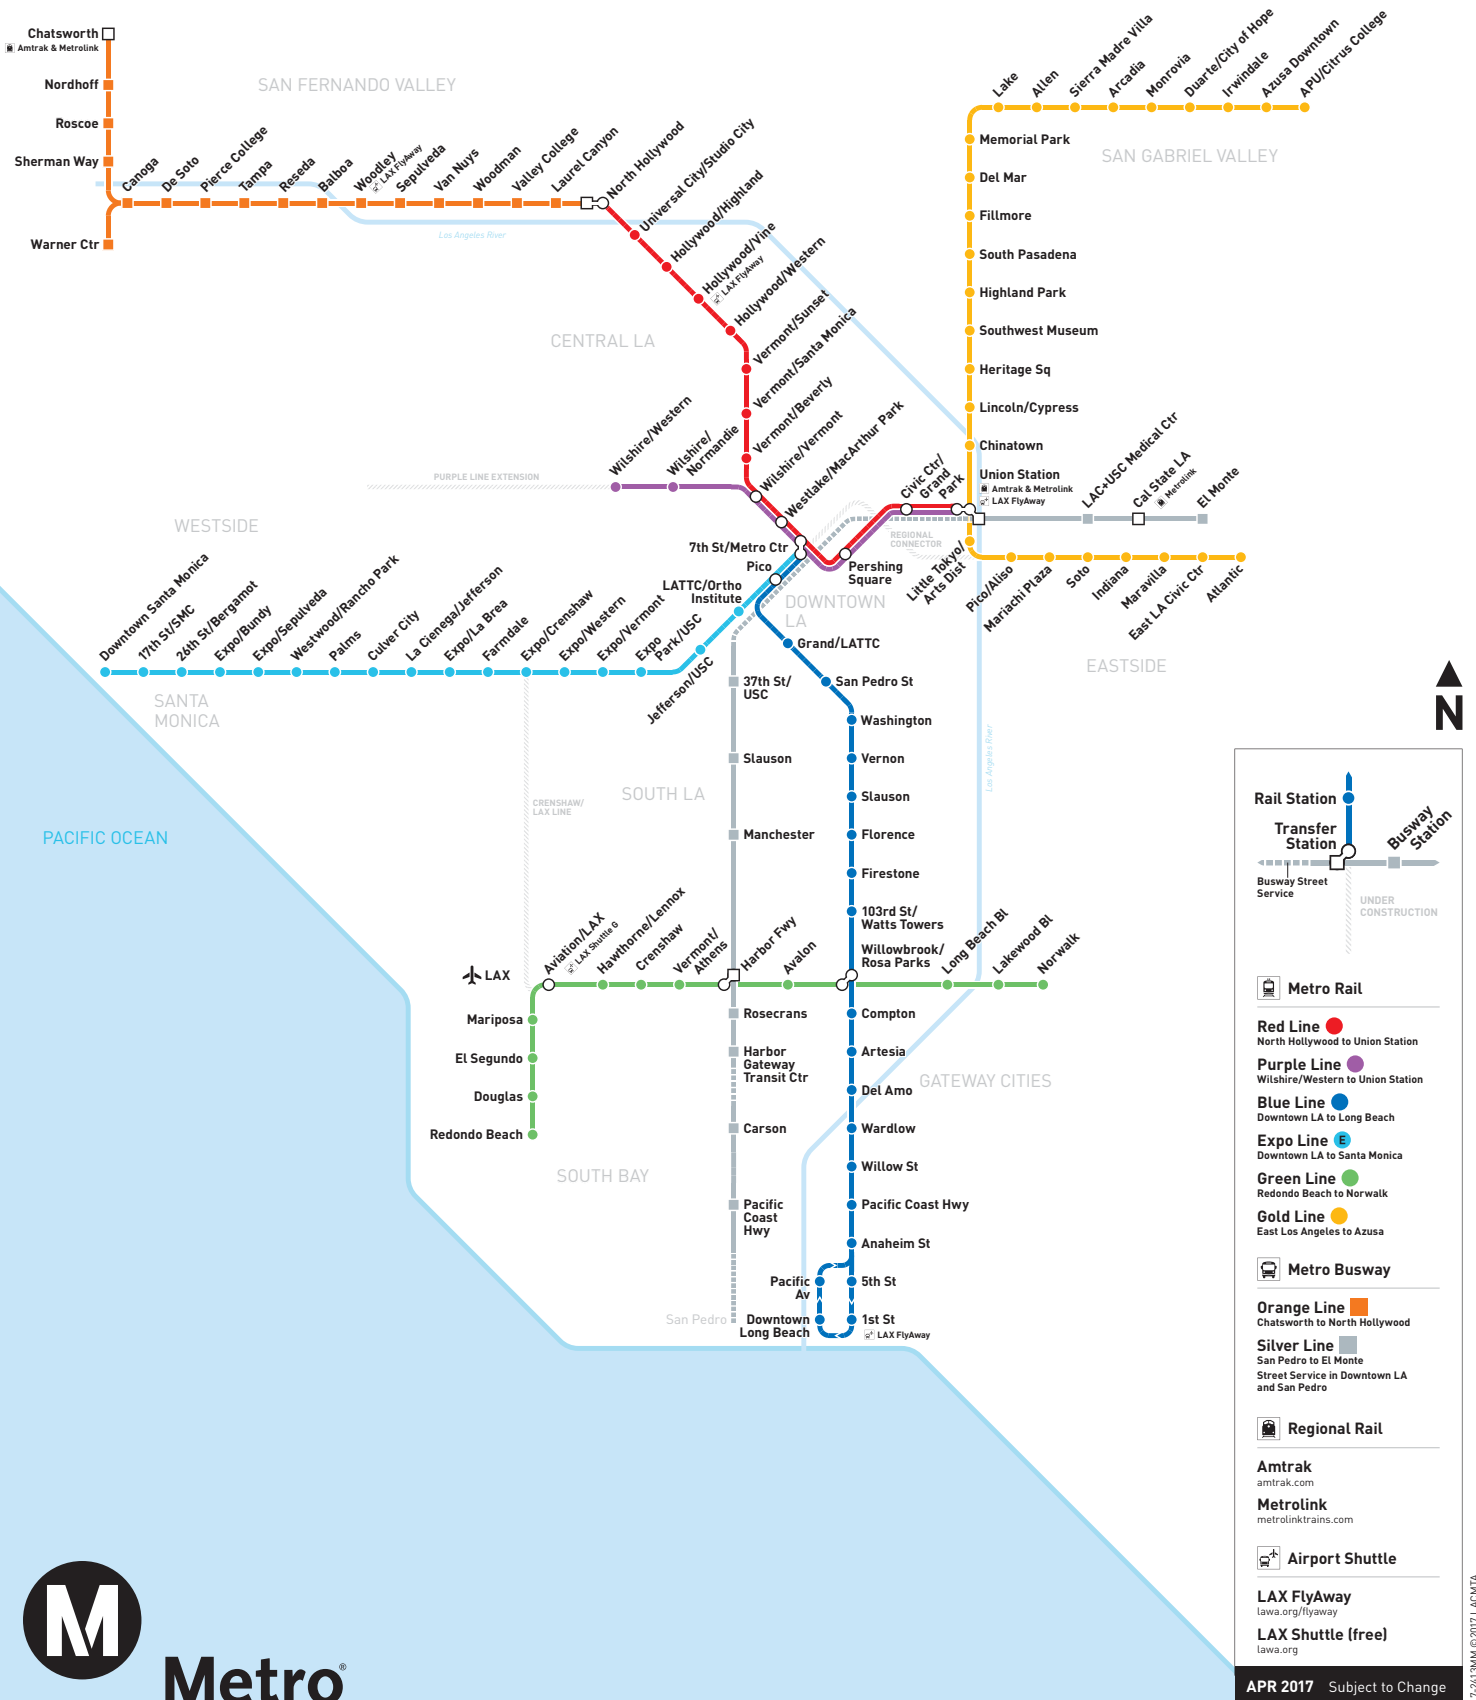 Chatsworth
Amtrak & Metrolink
Nordhoff
Roscoe
Sherman Way
Warner Ctr
Canoga
De Soto
Pierce College
Tampa
Reseda
Balboa
Woodley
LAX FlyAway
Sepulveda
Van Nuys
Woodman
Valley College
Laurel Canyon
North Hollywood
SAN FERNANDO VALLEY
Los Angeles River
Universal City/Studio City
Hollywood/Highland
Hollywood/Vine
LAX FlyAway
Hollywood/Western
Vermont/Sunset
Vermont/Santa Monica
Vermont/Beverly
Wilshire/Vermont
Westlake/MacArthur Park
CENTRAL LA
Wilshire/Western
Wilshire/
Normandie
PURPLE LINE EXTENSION
WESTSIDE
Lake
Allen
Sierra Madre Villa
Arcadia
Monrovia
Duarte/City of Hope
Irwindale
Azusa Downtown
APU/Citrus College
SAN GABRIEL VALLEY
Memorial Park
Del Mar
Fillmore
South Pasadena
Highland Park
Southwest Museum
Heritage Sq
Lincoln/Cypress
Chinatown
Union Station
Amtrak & Metrolink
LAX FlyAway
Civic Ctr/
Grand
Park
LAC+USC Medical Ctr
Cal State LA
Metrolink
El Monte
REGIONAL
CONNECTOR
7th St/Metro Ctr
Pico
Pershing
Square
Little Tokyo/
Arts Dist
Pico/Aliso
Mariachi Plaza
Soto
Indiana
Maravilla
East LA Civic Ctr
Atlantic
EASTSIDE
DOWNTOWN
LA
LATTC/Ortho
Institute
Downtown Santa Monica
17th St/SMC
26th St/Bergamot
Expo/Bundy
Expo/Sepulveda
Westwood/Rancho Park
Palms
Culver City
La Cienega/Jefferson
Expo/La Brea
Farmdale
Expo/Crenshaw
Expo/Western
Expo/Vermont
Expo
Park/USC
Jefferson/USC
SANTA
MONICA
Grand/LATTC
San Pedro St
37th St/
USC
Washington
Slauson
Vernon
Slauson
Manchester
Florence
Firestone
103rd St/
Watts Towers
Willowbrook/
Rosa Parks
SOUTH LA
CRENSHAW/
LAX LINE
Los Angeles River
PACIFIC OCEAN
LAX
Aviation/LAX
LAX Shuttle G
Hawthorne/Lennox
Crenshaw
Vermont/
Athens
Harbor Fwy
Avalon
Long Beach Bl
Lakewood Bl
Norwalk
Mariposa
El Segundo
Douglas
Redondo Beach
Rosecrans
Harbor
Gateway
Transit Ctr
Carson
Pacific
Coast
Hwy
San Pedro
SOUTH BAY
Compton
Artesia
Del Amo
Wardlow
Willow St
Pacific Coast Hwy
Anaheim St
Pacific
Av
5th St
Downtown
Long Beach
1st St
LAX FlyAway
GATEWAY CITIES
N
Rail Station
Transfer
Station
Busway
Station
Busway Street
Service
UNDER
CONSTRUCTION
Metro Rail
Red Line
North Hollywood to Union Station
Purple Line
Wilshire/Western to Union Station
Blue Line
Downtown LA to Long Beach
Expo Line E
Downtown LA to Santa Monica
Green Line
Redondo Beach to Norwalk
Gold Line
East Los Angeles to Azusa
Metro Busway
Orange Line
Chatsworth to North Hollywood
Silver Line
San Pedro to El Monte
Street Service in Downtown LA
and San Pedro
Regional Rail
Amtrak
amtrak.com
Metrolink
metrolinktrains.com
Airport Shuttle
LAX FlyAway
lawa.org/flyaway
LAX Shuttle (free)
lawa.org
APR 2017 Subject to Change
M
Metro®